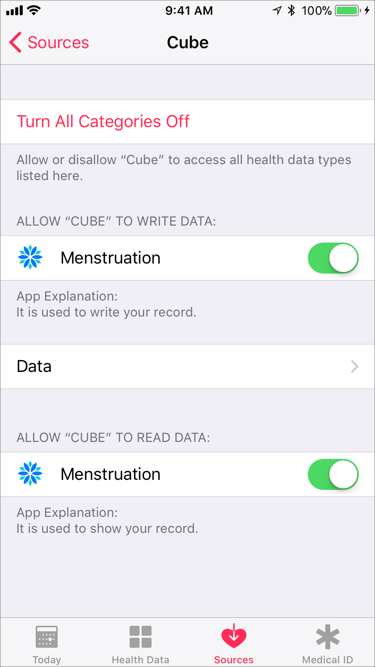 9:41 AM
100%
Sources
Cube
Turn All Categories Off
Allow or disallow “Cube” to access all health data types
listed here.
ALLOW “CUBE” TO WRITE DATA:
Menstruation
App Explanation:
It is used to write your record.
Data
ALLOW “CUBE” TO READ DATA:
Menstruation
App Explanation:
It is used to show your record.
Today
Health Data
Sources
Medical ID